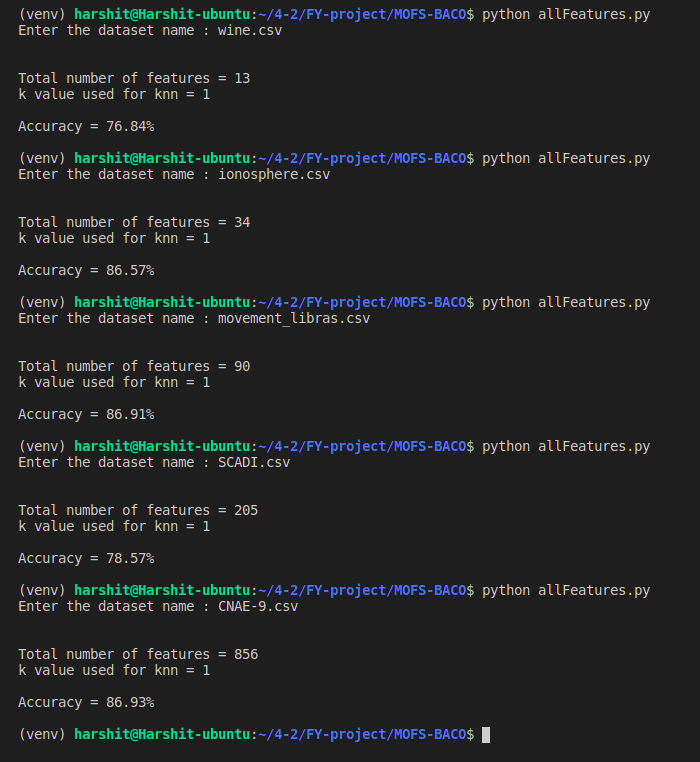 (venv) harshit@Harshit-ubuntu:~/4-2/FY-project/MOFS-BACO$ python allFeatures.py
Enter the dataset name : wine.csv
Total number of features = 13
k value used for knn = 1
Accuracy = 76.84%
(venv) harshit@Harshit-ubuntu:~/4-2/FY-project/MOFS-BACO$ python allFeatures.py
Enter the dataset name : ionosphere.csv
Total number of features = 34
k value used for knn = 1
Accuracy = 86.57%
(venv) harshit@Harshit-ubuntu:~/4-2/FY-project/MOFS-BACO$ python allFeatures.py
Enter the dataset name : movement_libras.csv
Total number of features = 90
k value used for knn = 1
Accuracy = 86.91%
(venv) harshit@Harshit-ubuntu:~/4-2/FY-project/MOFS-BACO$ python allFeatures.py
Enter the dataset name : SCADI.csv
Total number of features = 205
k value used for knn = 1
Accuracy = 78.57%
(venv) harshit@Harshit-ubuntu:~/4-2/FY-project/MOFS-BACO$ python allFeatures.py
Enter the dataset name : CNAE-9.csv
Total number of features = 856
k value used for knn = 1
Accuracy = 86.93%
(venv) harshit@Harshit-ubuntu:~/4-2/FY-project/MOFS-BACO$